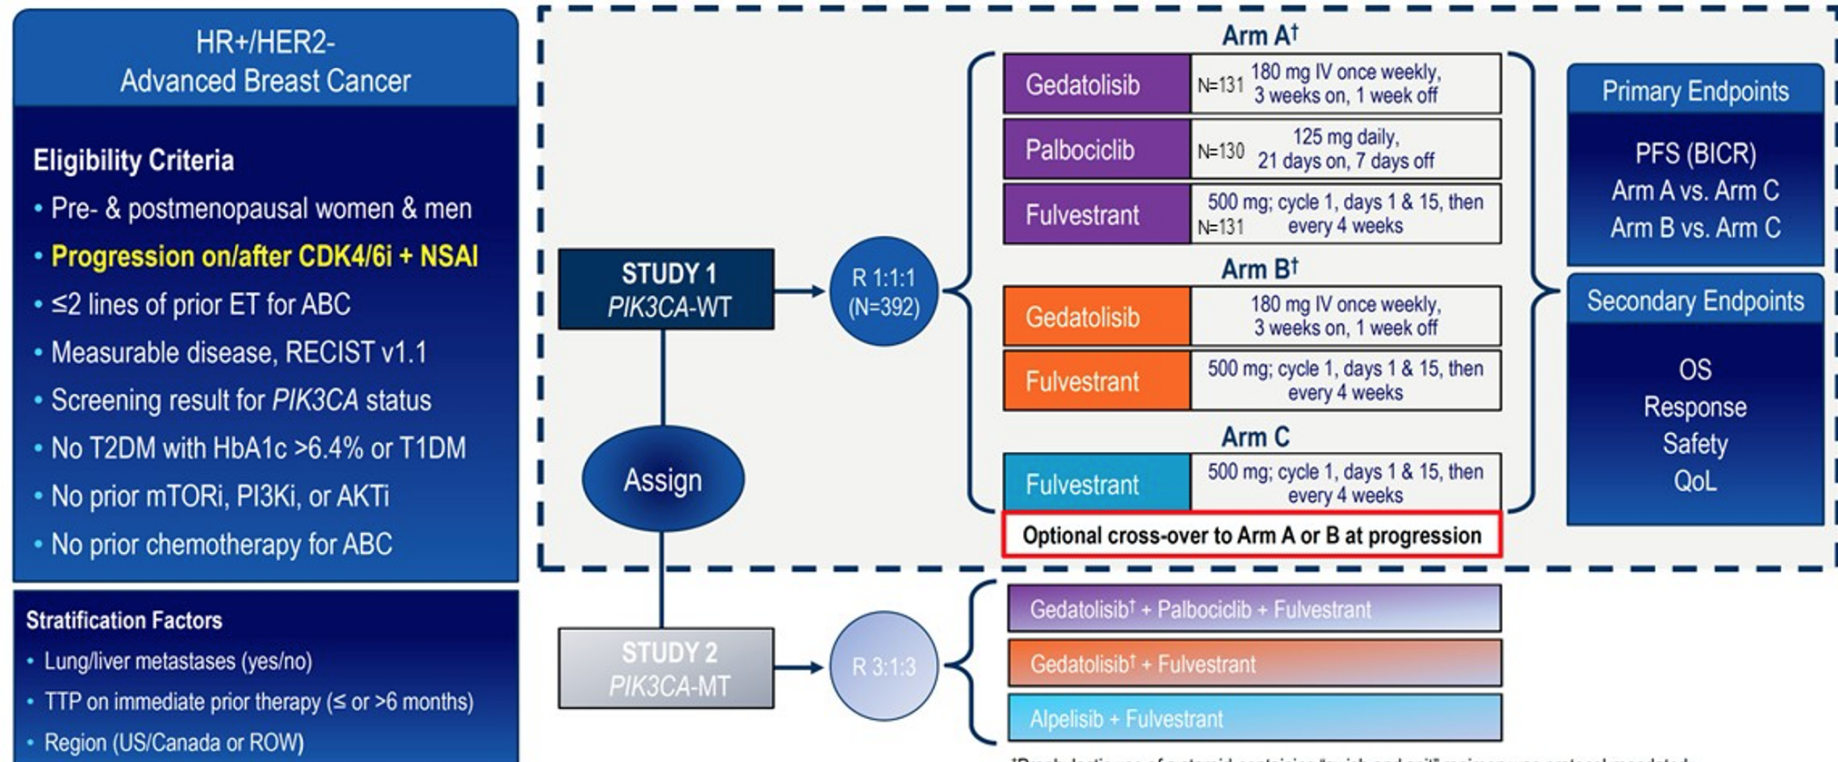 HR+/HER2-
Advanced Breast Cancer
Eligibility Criteria
• Pre- & postmenopausal women & men
• Progression on/after CDK4/6i + NSAI
• ≤2 lines of prior ET for ABC
• Measurable disease, RECIST v1.1
• Screening result for PIK3CA status
• No T2DM with HbA1c >6.4% or T1DM
• No prior mTORi, PI3Ki, or AKTi
• No prior chemotherapy for ABC
Stratification Factors
• Lung/liver metastases (yes/no)
• TTP on immediate prior therapy (≤ or >6 months)
• Region (US/Canada or ROW)
STUDY 1
PIK3CA-WT
Assign
STUDY 2
PIK3CA-MT
R 1:1:1
(N=392)
R 3:1:3
Arm A†
Gedatolisib
N=131
180 mg IV once weekly,
3 weeks on, 1 week off
Palbociclib
N=130
125 mg daily,
21 days on, 7 days off
Fulvestrant
500 mg; cycle 1, days 1 & 15, then
N=131
every 4 weeks
Arm B†
Gedatolisib
180 mg IV once weekly,
3 weeks on, 1 week off
Fulvestrant
500 mg; cycle 1, days 1 & 15, then
every 4 weeks
Arm C
Fulvestrant
500 mg; cycle 1, days 1 & 15, then
every 4 weeks
Optional cross-over to Arm A or B at progression
Gedatolisib† + Palbociclib + Fulvestrant
Gedatolisib† + Fulvestrant
Alpelisib + Fulvestrant
Primary Endpoints
PFS (BICR)
Arm A vs. Arm C
Arm B vs. Arm C
Secondary Endpoints
OS
Response
Safety
QoL